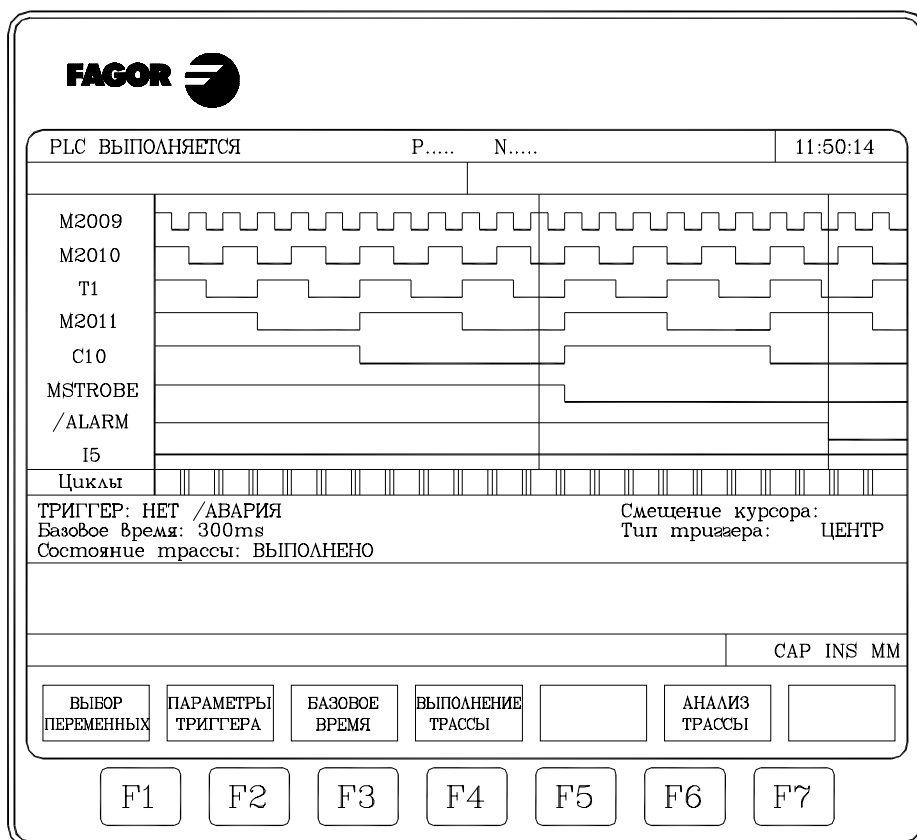 FAGOR
PLC ВЫПОЛНЯЕТСЯ P..... N..... 11:50:14
M2009
M2010
T1
M2011
C10
MSTROBE
/ALARM
I5
Циклы
ТРИГГЕР: НЕТ /АВАРИЯ Смещение курсора:
Базовое время: 300ms Тип триггера: ЦЕНТР
Состояние трассы: ВЫПОЛНЕНО
CAP INS MM
ВЫБОР ПЕРЕМЕННЫХ
ПАРАМЕТРЫ ТРИГГЕРА
БАЗОВОЕ ВРЕМЯ
ВЫПОЛНЕНИЕ ТРАССЫ
АНАЛИЗ ТРАССЫ
F1 F2 F3 F4 F5 F6 F7